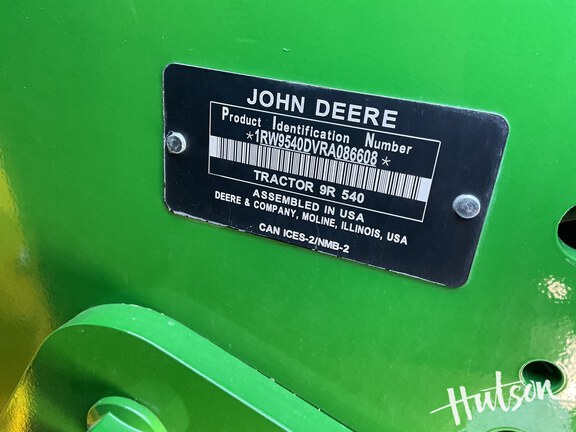 JOHN DEERE
Product Identification Number
*1RW9540DVRA086608*
TRACTOR 9R 540
ASSEMBLED IN USA
DEERE & COMPANY, MOLINE, ILLINOIS, USA
CAN ICES-2/NMB-2
Hutson